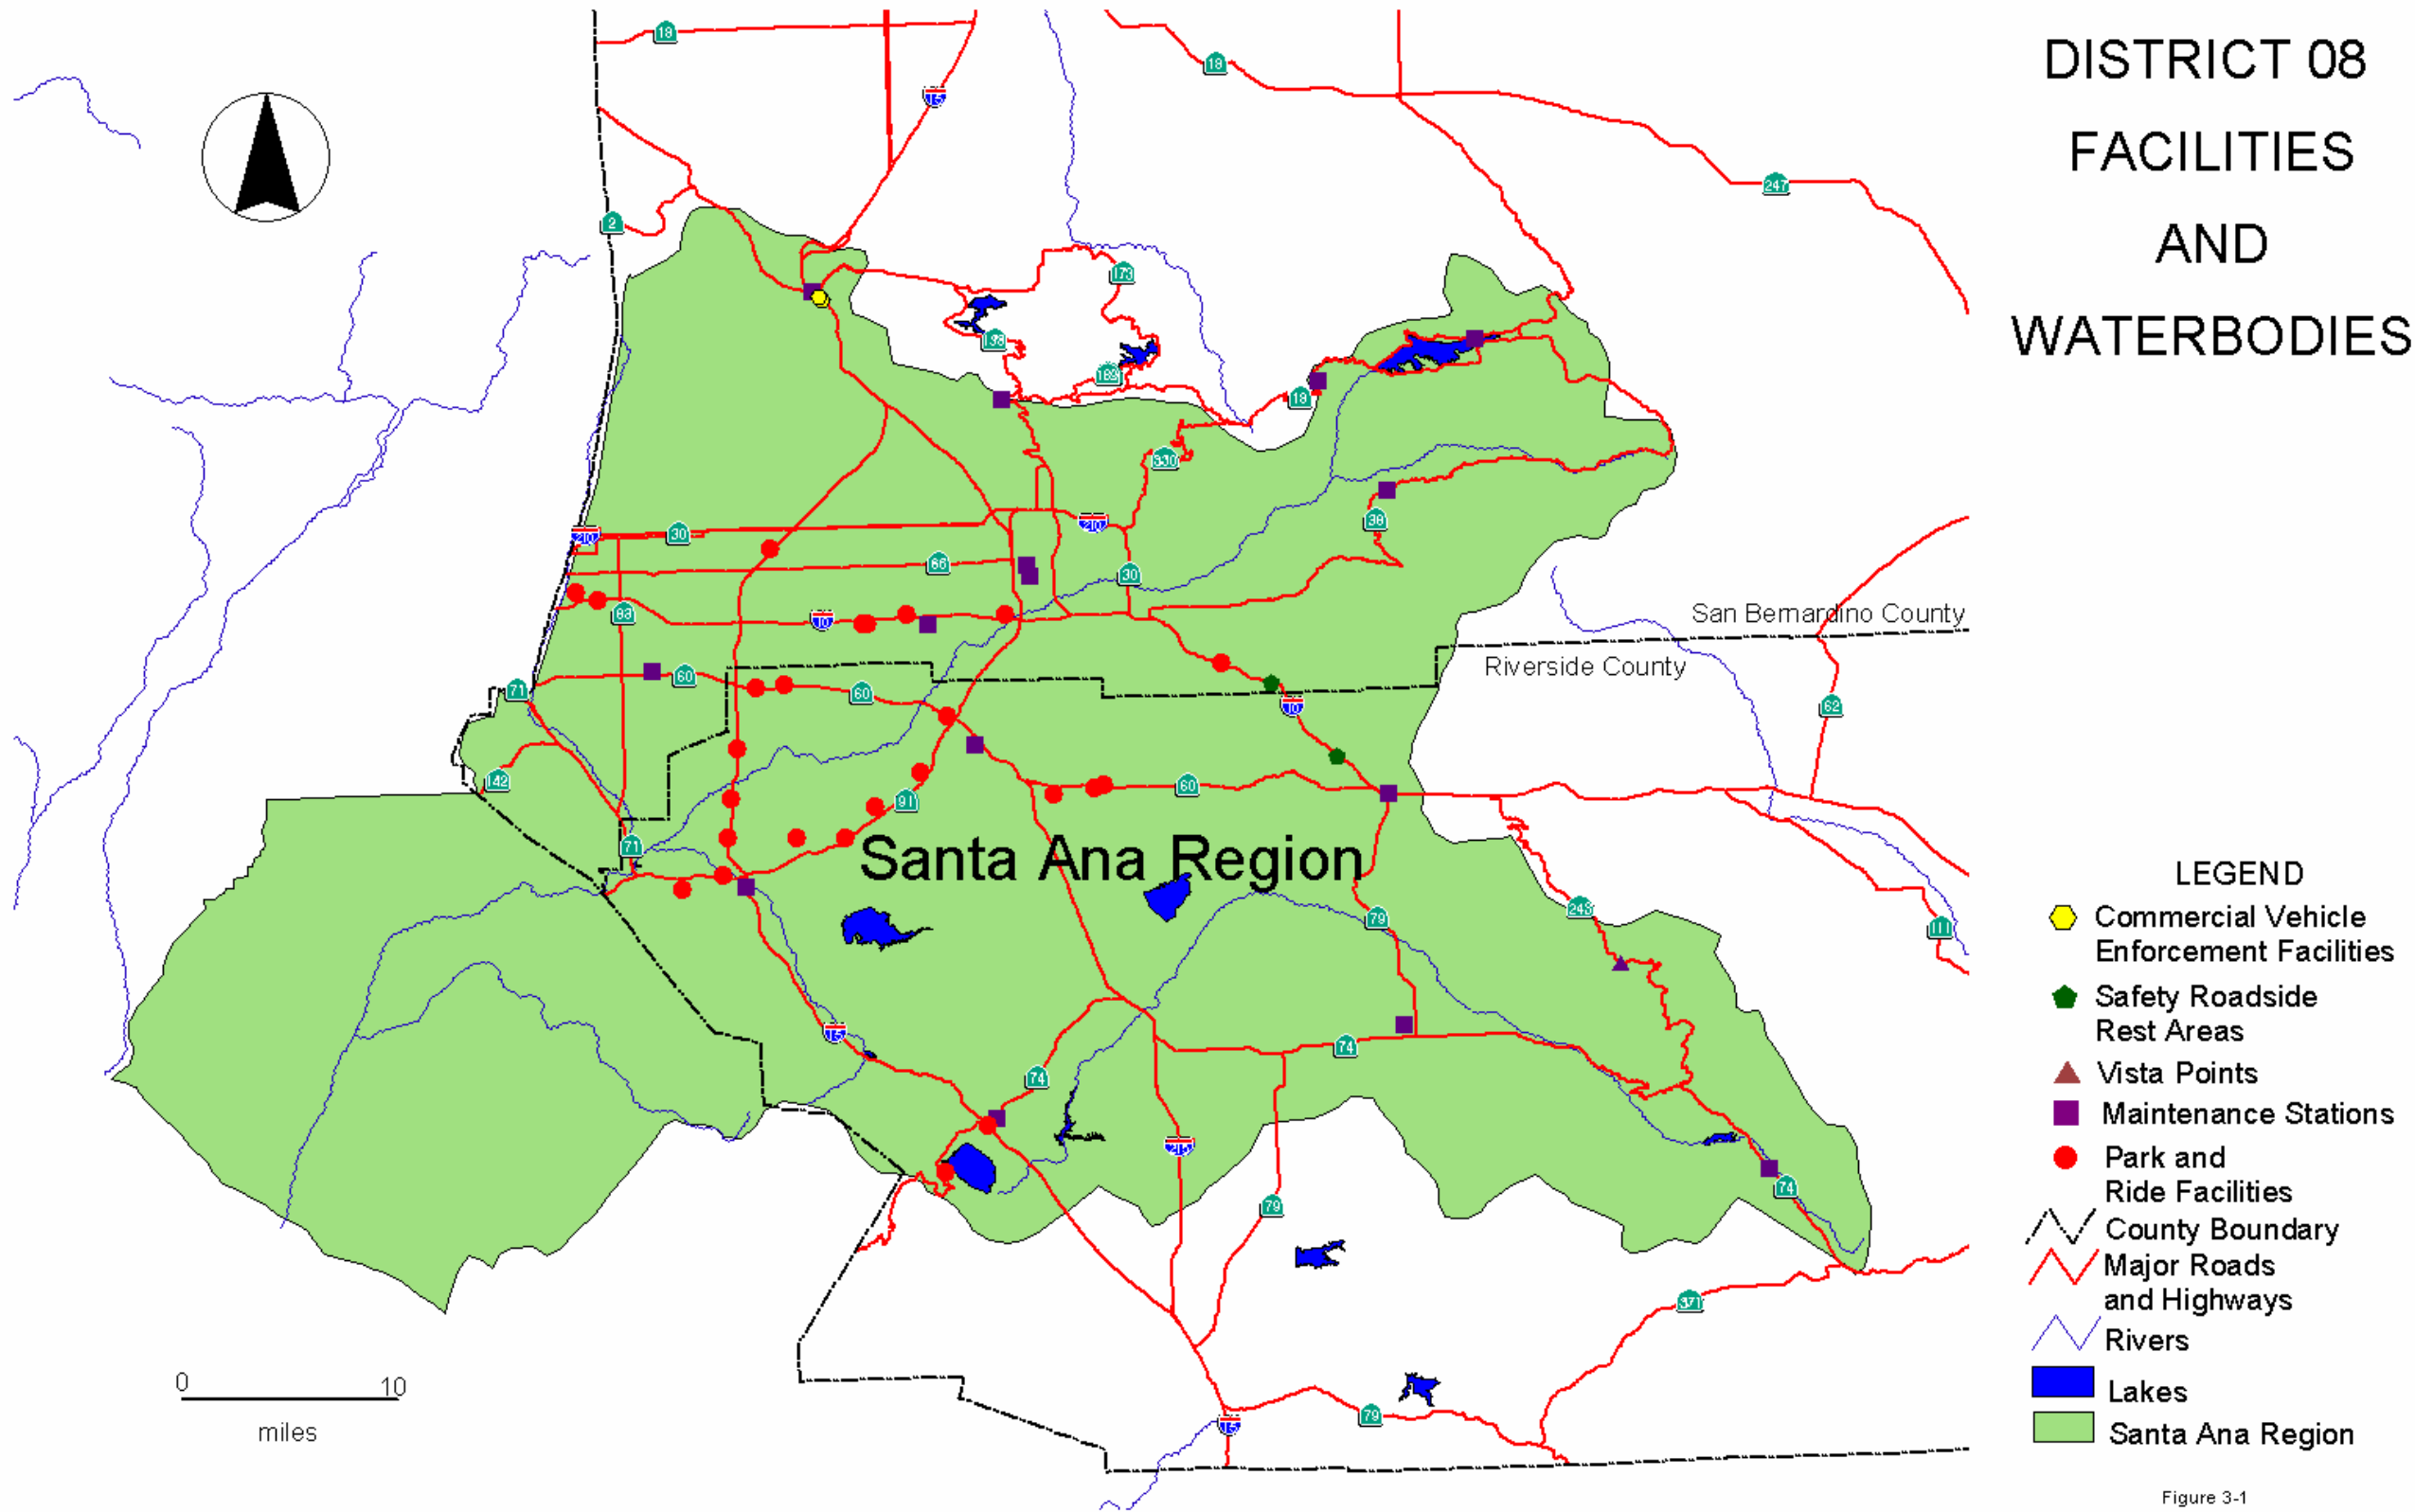 DISTRICT 08
FACILITIES
AND
WATERBODIES
18
15
18
247
2
173
138
189
18
330
38
210
30
210
66
30
83
10
San Bernardino County
Riverside County
71
60
60
10
62
142
60
91
71
Santa Ana Region
79
243
111
15
74
74
215
79
74
371
79
15
0 10
miles
LEGEND
Commercial Vehicle
Enforcement Facilities
Safety Roadside
Rest Areas
Vista Points
Maintenance Stations
Park and
Ride Facilities
County Boundary
Major Roads
and Highways
Rivers
Lakes
Santa Ana Region
Figure 3-1